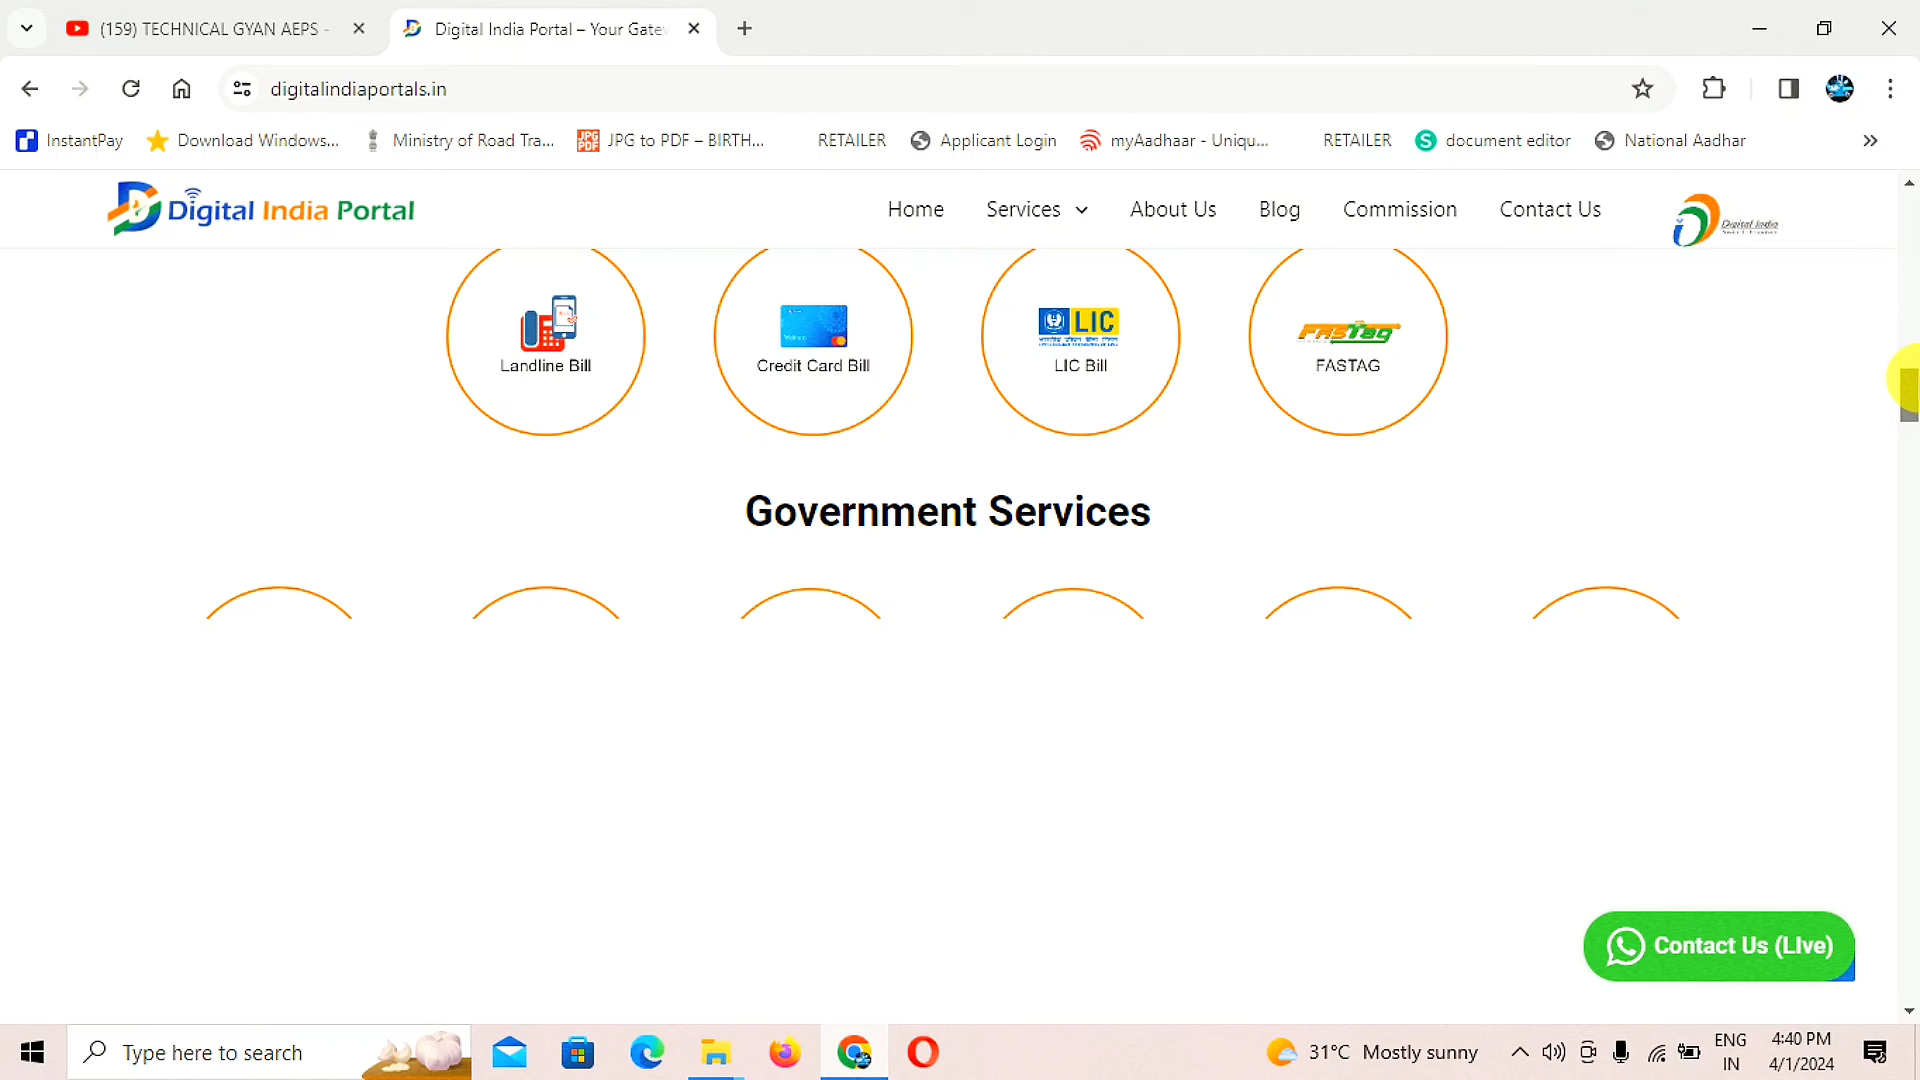 (159) TECHNICAL GYAN AEPS -
Digital India Portal – Your Gatew
digitalindiaportals.in
InstantPay
Download Windows...
Ministry of Road Tra...
JPG to PDF – BIRTH...
RETAILER
Applicant Login
myAadhaar - Uniqu...
RETAILER
document editor
National Aadhar
Digital India Portal
Home
Services
About Us
Blog
Commission
Contact Us
Digital India
Landline Bill
Credit Card Bill
LIC
LIC Bill
FASTag
FASTAG
Government Services
Contact Us (Live)
Type here to search
31°C Mostly sunny
ENG
IN
4:40 PM
4/1/2024